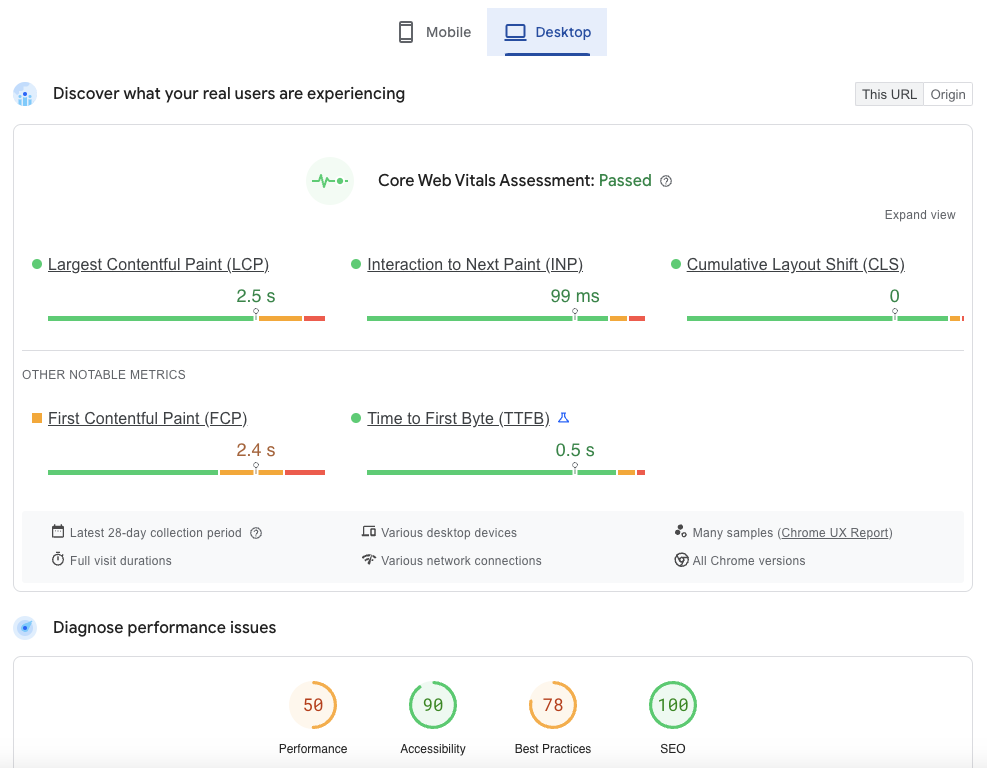 Mobile
Desktop
Discover what your real users are experiencing
This URL
Origin
Core Web Vitals Assessment: Passed
Expand view
Largest Contentful Paint (LCP)
2.5 s
Interaction to Next Paint (INP)
99 ms
Cumulative Layout Shift (CLS)
0
OTHER NOTABLE METRICS
First Contentful Paint (FCP)
2.4 s
Time to First Byte (TTFB)
0.5 s
Latest 28-day collection period
Various desktop devices
Many samples (Chrome UX Report)
Full visit durations
Various network connections
All Chrome versions
Diagnose performance issues
50
Performance
90
Accessibility
78
Best Practices
100
SEO